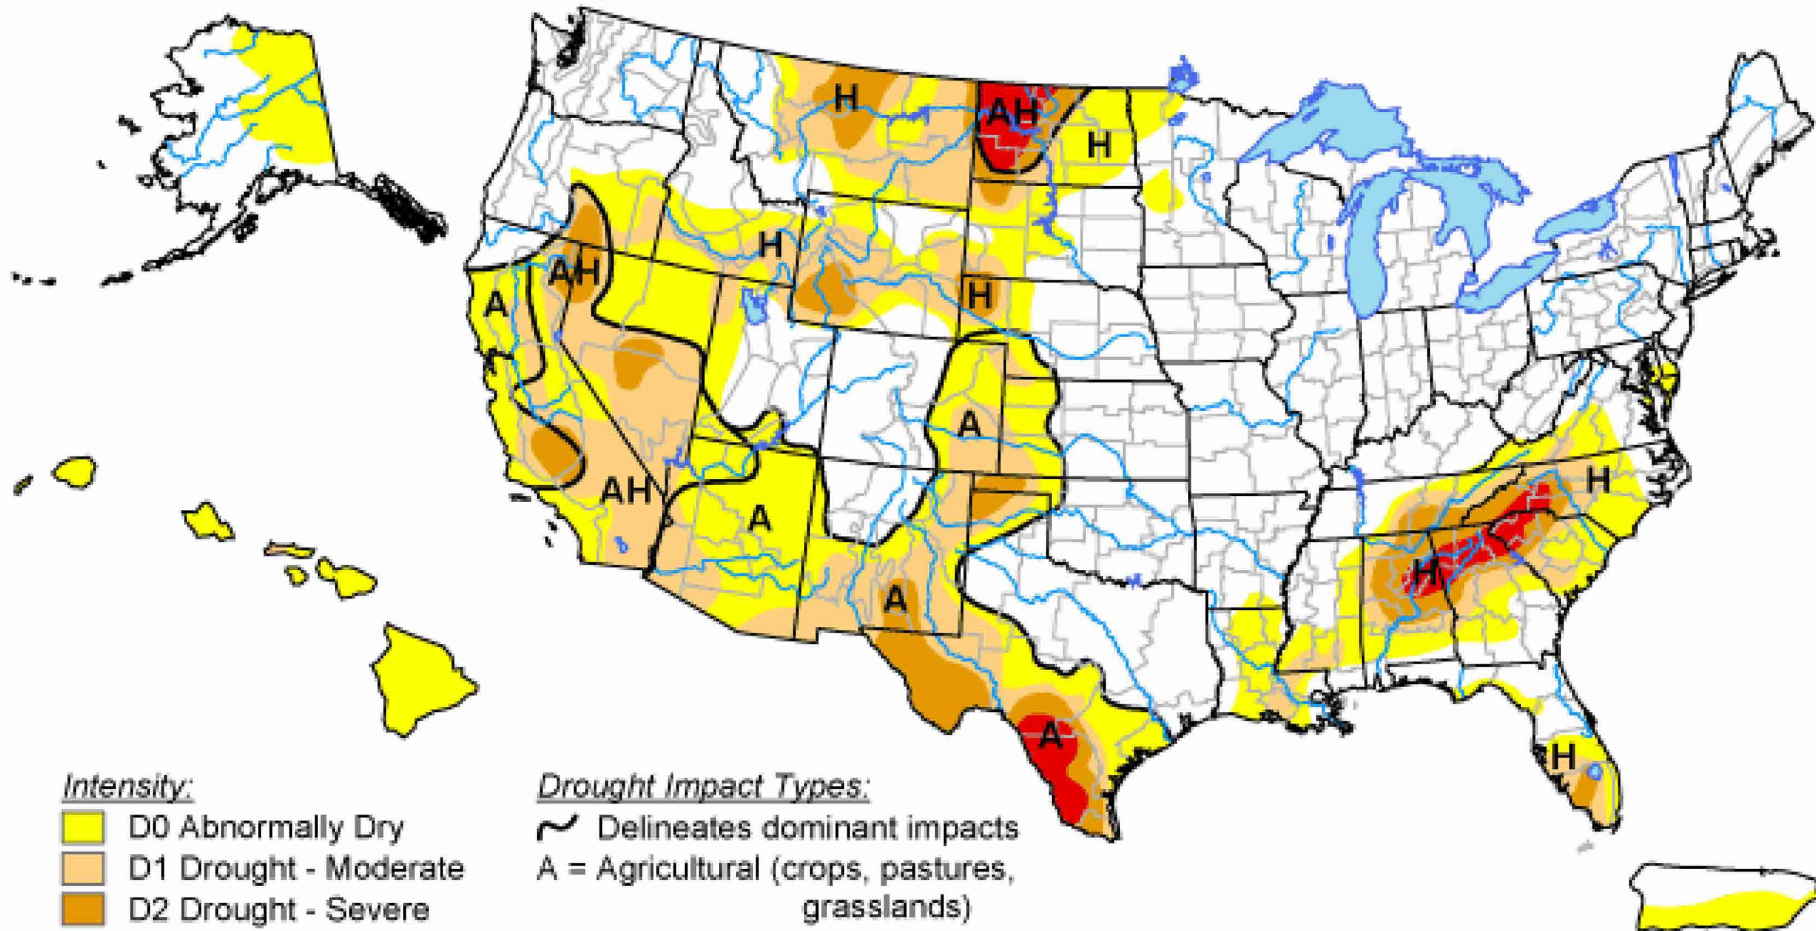 H
AH
H
H
AH
A
H
A
AH
A
A
H
H
A
H
Intensity:
D0 Abnormally Dry
D1 Drought - Moderate
D2 Drought - Severe
Drought Impact Types:
Delineates dominant impacts
A = Agricultural (crops, pastures,
grasslands)